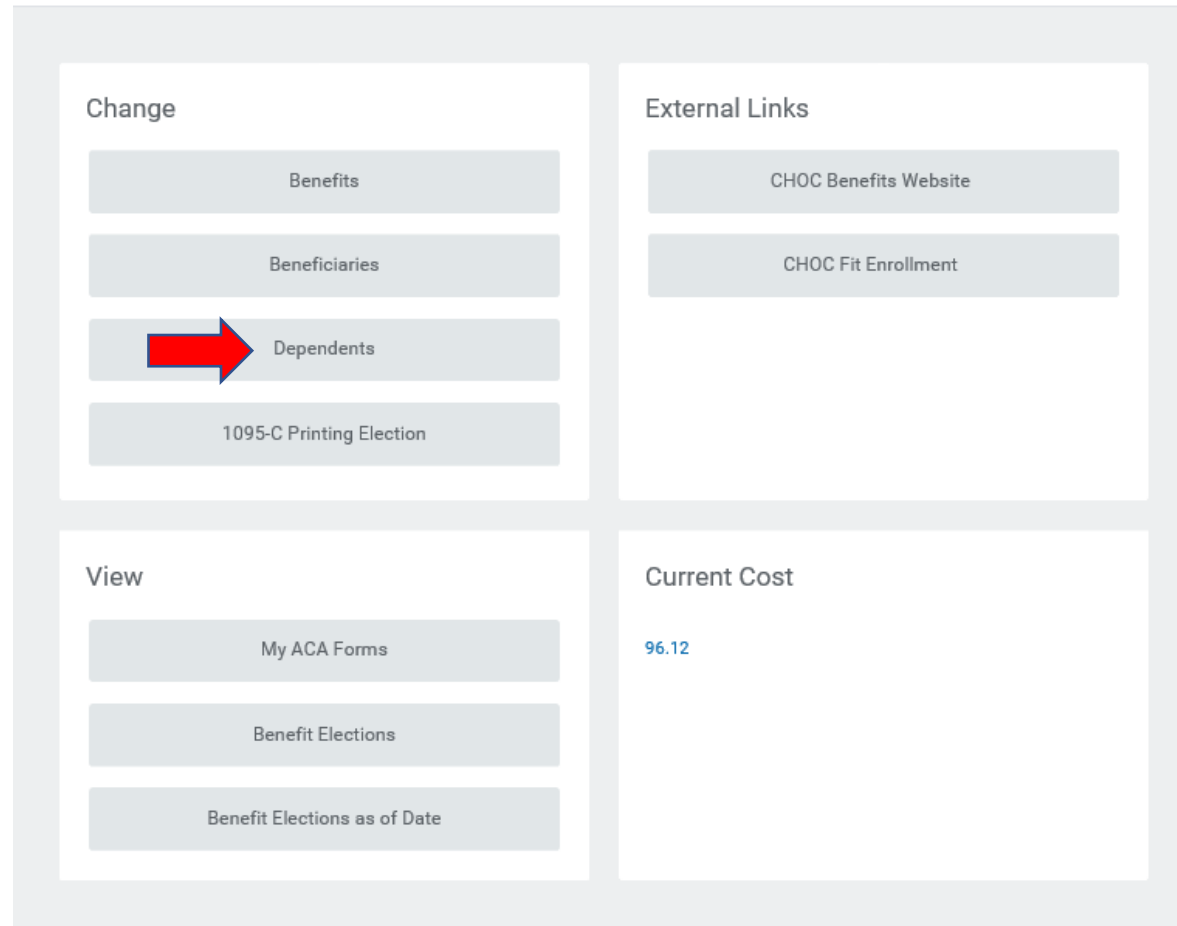 Change
Benefits
Beneficiaries
Dependents
1095-C Printing Election
External Links
CHOC Benefits Website
CHOC Fit Enrollment
View
My ACA Forms
Benefit Elections
Benefit Elections as of Date
Current Cost
96.12